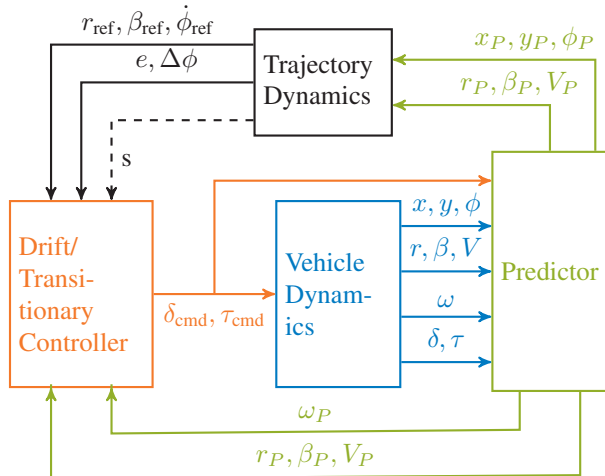 r_ref, β_ref, φ̇_ref
e, Δφ
s
Trajectory
Dynamics
x_P, y_P, ϕ_P
r_P, β_P, V_P
Drift/
Transiti-
tionary
Controller
δ_cmd, τ_cmd
Vehicle
Dynam-
ics
x, y, ϕ
r, β, V
ω
δ, τ
Predictor
ω_P
r_P, β_P, V_P